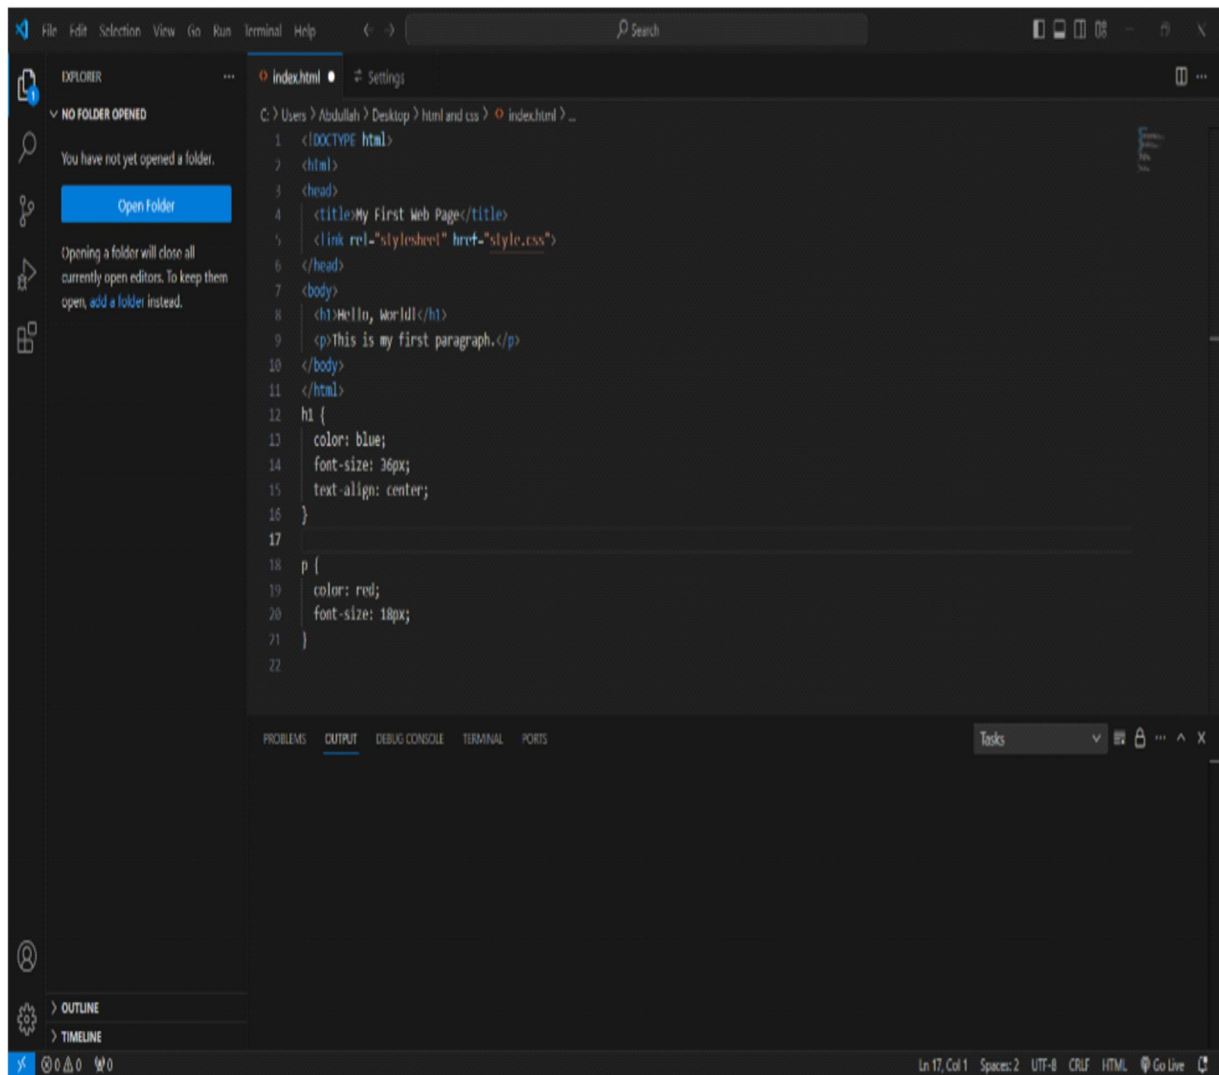 File Edit Selection View Go Run Terminal Help
Search
EXPLORER
NO FOLDER OPENED
You have not yet opened a folder.
Open Folder
Opening a folder will close all
currently open editors. To keep them
open, add a folder instead.
OUTLINE
TIMELINE
index.html Settings
C: > Users > Abdullah > Desktop > html and css > index.html > ...
1 <!DOCTYPE html>
2 <html>
3 <head>
4 <title>My First Web Page</title>
5 <link rel="stylesheet" href="style.css">
6 </head>
7 <body>
8 <h1>Hello, World!</h1>
9 <p>This is my first paragraph.</p>
10 </body>
11 </html>
12 h1 {
13 color: blue;
14 font-size: 36px;
15 text-align: center;
16 }
17
18 p {
19 color: red;
20 font-size: 18px;
21 }
22
PROBLEMS OUTPUT DEBUG CONSOLE TERMINAL PORTS
Tasks
0 0 0
Ln 17, Col 1 Spaces: 2 UTF-8 CRLF HTML Go Live